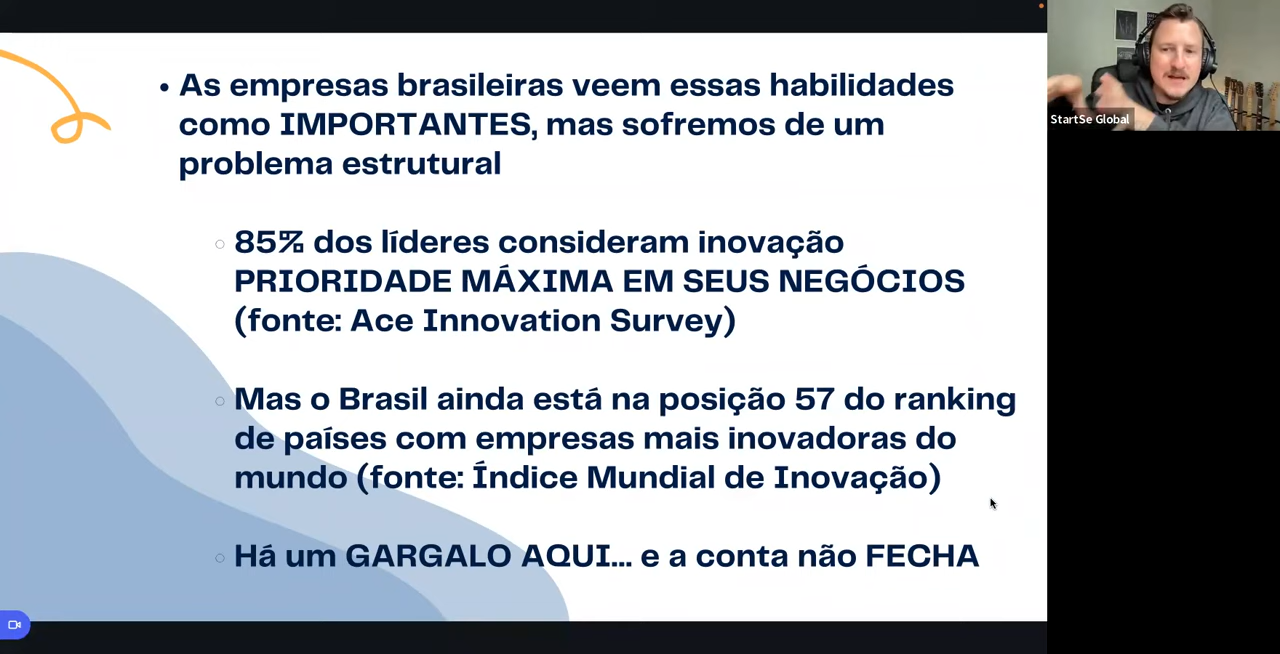 • As empresas brasileiras veem essas habilidades
como IMPORTANTES, mas sofremos de um
problema estrutural
○ 85% dos líderes consideram inovação
PRIORIDADE MÁXIMA EM SEUS NEGÓCIOS
(fonte: Ace Innovation Survey)
○ Mas o Brasil ainda está na posição 57 do ranking
de países com empresas mais inovadoras do
mundo (fonte: Índice Mundial de Inovação)
○ Há um GARGALO AQUI... e a conta não FECHA
StartSe Global